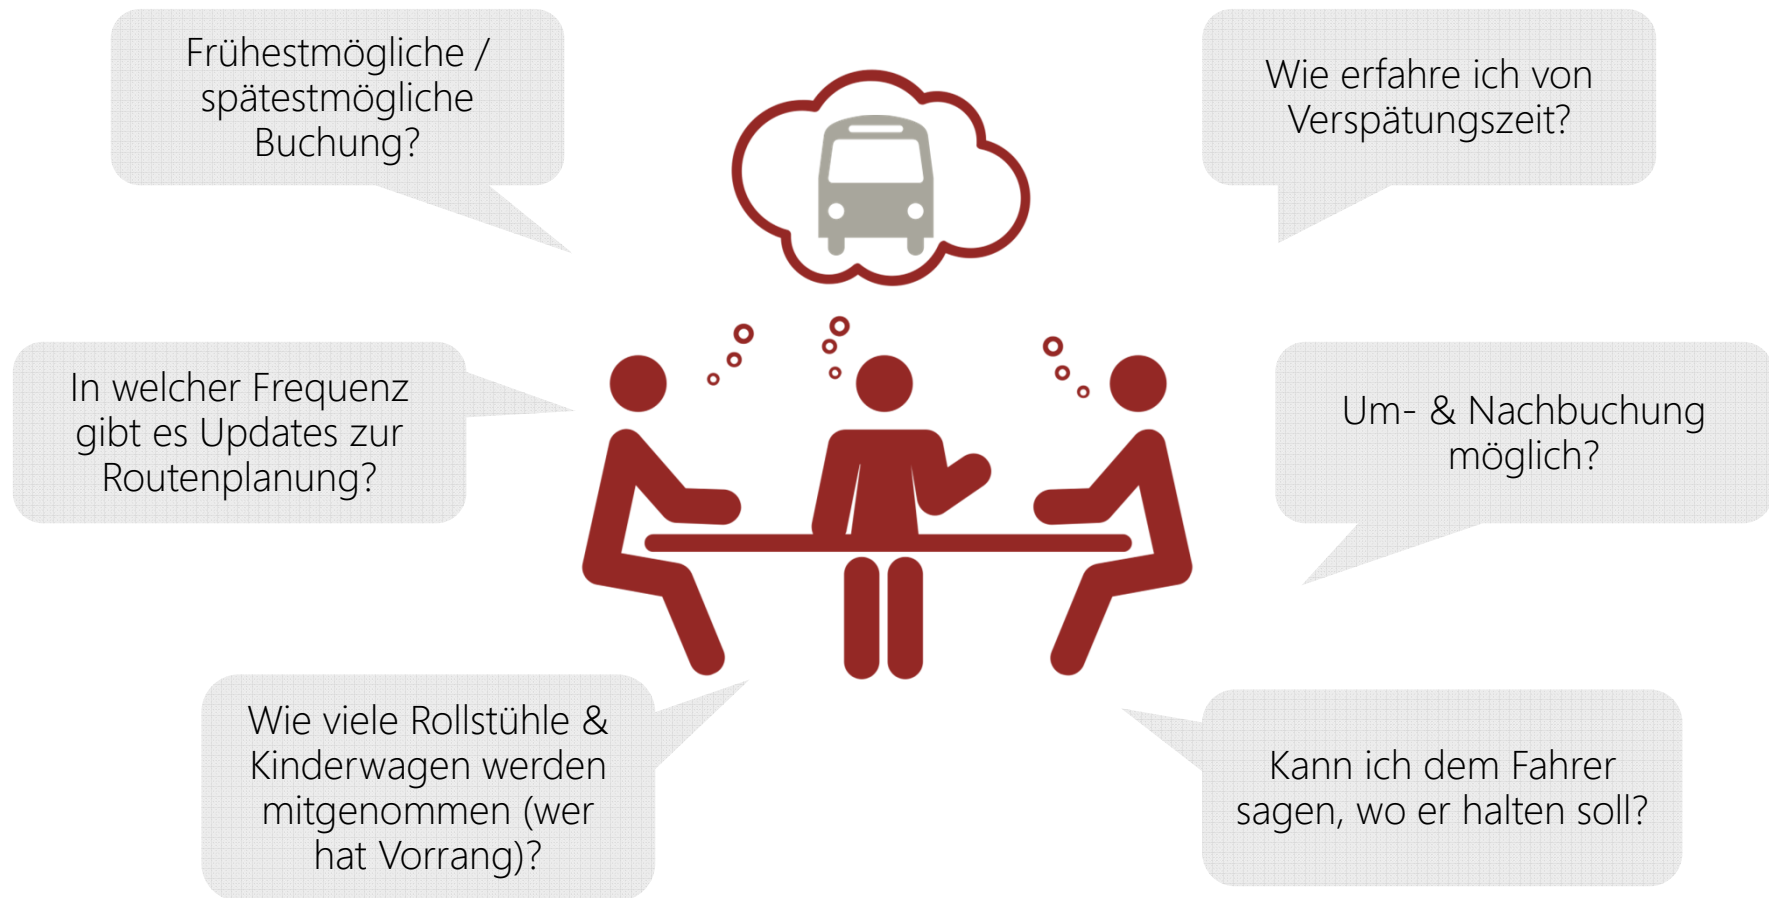 Frühestmögliche /
spätestmögliche
Buchung?
Wie erfahre ich von
Verspätungszeit?
In welcher Frequenz
gibt es Updates zur
Routenplanung?
Um- & Nachbuchung
möglich?
Wie viele Rollstühle &
Kinderwagen werden
mitgenommen (wer
hat Vorrang)?
Kann ich dem Fahrer
sagen, wo er halten soll?